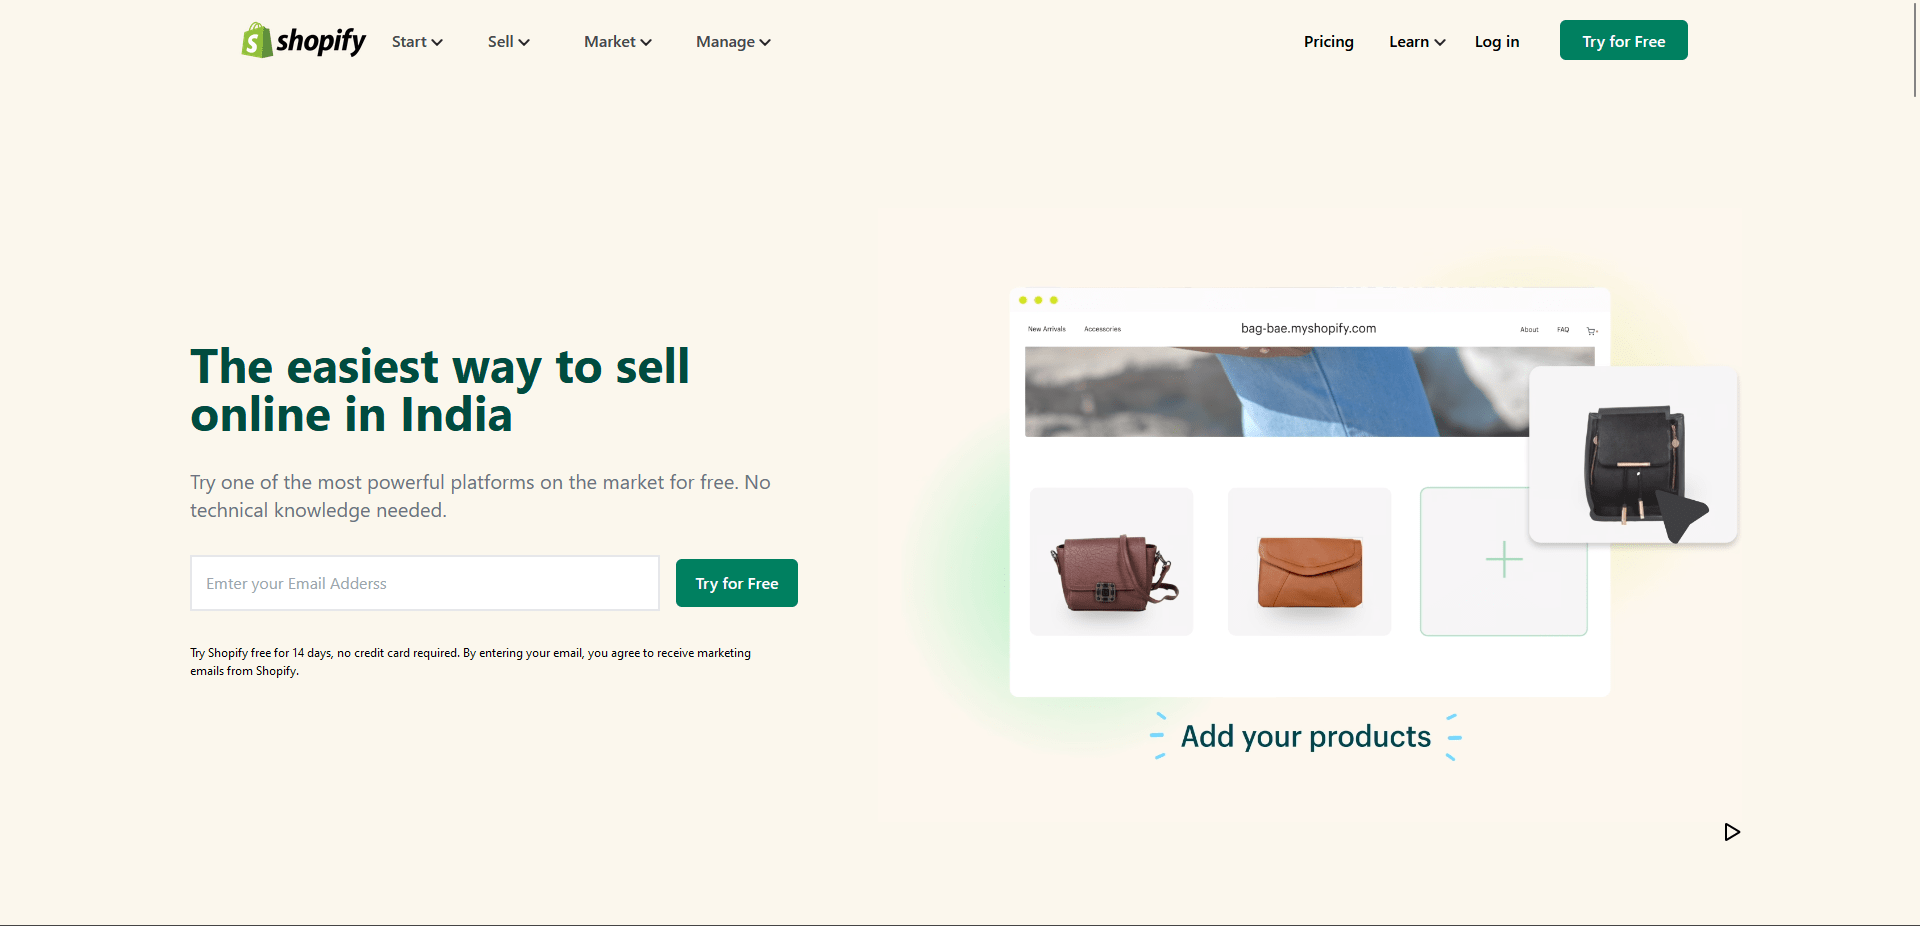 shopify Start Sell Market Manage Pricing Learn Log in Try for Free
The easiest way to sell
online in India
Try one of the most powerful platforms on the market for free. No
technical knowledge needed.
Enter your Email Adderss Try for Free
Try Shopify free for 14 days, no credit card required. By entering your email, you agree to receive marketing
emails from Shopify.
New Arrivals Accessories bag-bae.myshopify.com About FAQ
Add your products